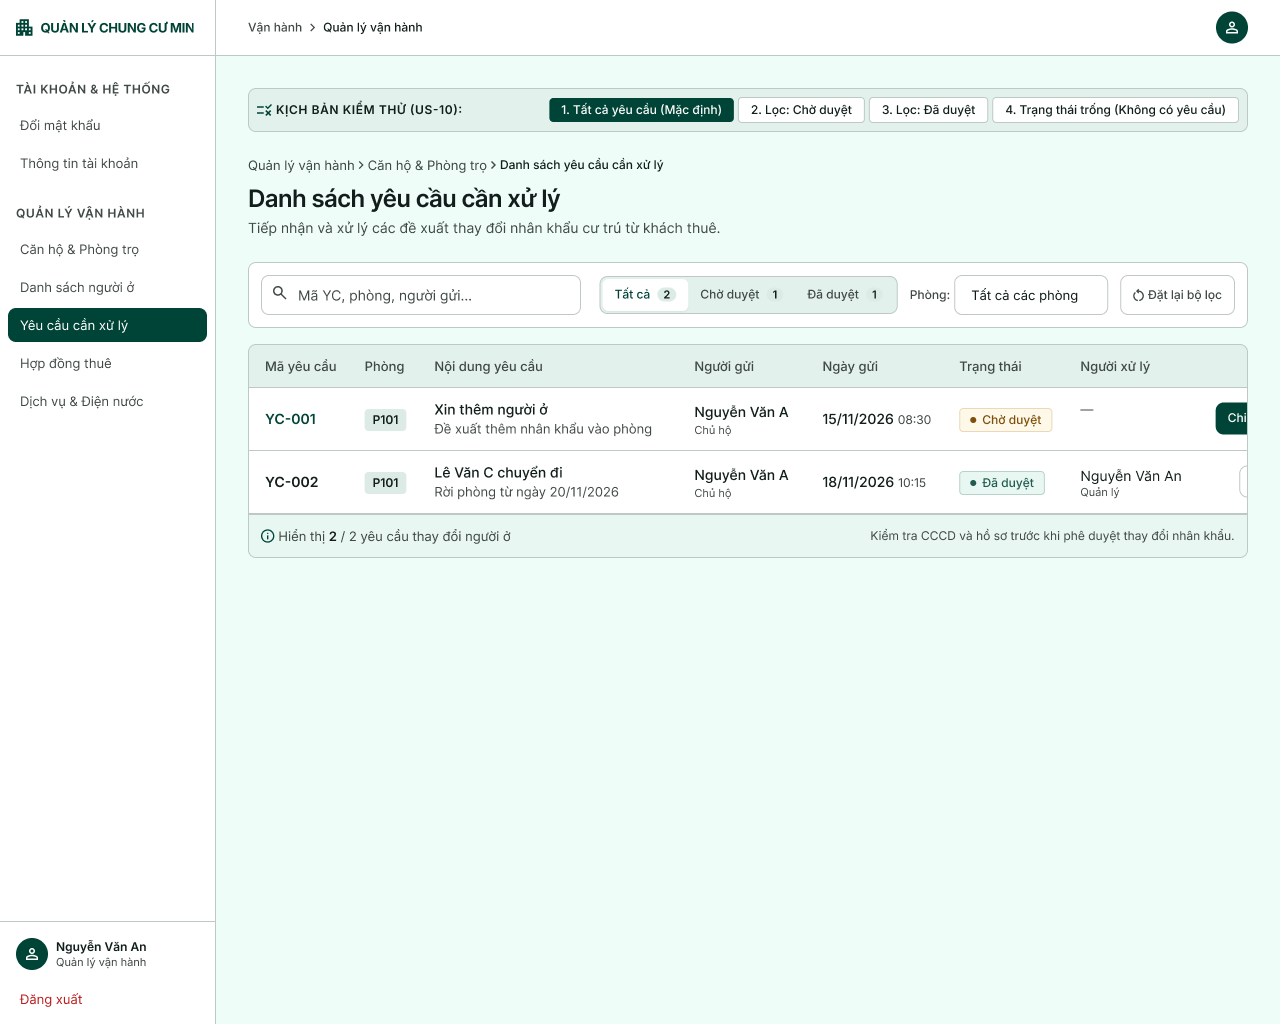 QUẢN LÝ CHUNG CƯ MIN
Vận hành > Quản lý vận hành
TÀI KHOẢN & HỆ THỐNG
Đổi mật khẩu
Thông tin tài khoản
QUẢN LÝ VẬN HÀNH
Căn hộ & Phòng trọ
Danh sách người ở
Yêu cầu cần xử lý
Hợp đồng thuê
Dịch vụ & Điện nước
Nguyễn Văn An
Quản lý vận hành
Đăng xuất
KỊCH BẢN KIỂM THỬ (US-10):
1. Tất cả yêu cầu (Mặc định)
2. Lọc: Chờ duyệt
3. Lọc: Đã duyệt
4. Trạng thái trống (Không có yêu cầu)
Quản lý vận hành > Căn hộ & Phòng trọ > Danh sách yêu cầu cần xử lý
Danh sách yêu cầu cần xử lý
Tiếp nhận và xử lý các đề xuất thay đổi nhân khẩu cư trú từ khách thuê.
Mã YC, phòng, người gửi...
Tất cả 2
Chờ duyệt 1
Đã duyệt 1
Phòng:
Tất cả các phòng
Đặt lại bộ lọc
Mã yêu cầu Phòng Nội dung yêu cầu Người gửi Ngày gửi Trạng thái Người xử lý
YC-001 P101 Xin thêm người ở Nguyễn Văn A 15/11/2026 08:30 Chờ duyệt — Chi
Đề xuất thêm nhân khẩu vào phòng Chủ hộ
YC-002 P101 Lê Văn C chuyển đi Nguyễn Văn A 18/11/2026 10:15 Đã duyệt Nguyễn Văn An
Rời phòng từ ngày 20/11/2026 Chủ hộ Quản lý
Hiển thị 2 / 2 yêu cầu thay đổi người ở
Kiểm tra CCCD và hồ sơ trước khi phê duyệt thay đổi nhân khẩu.